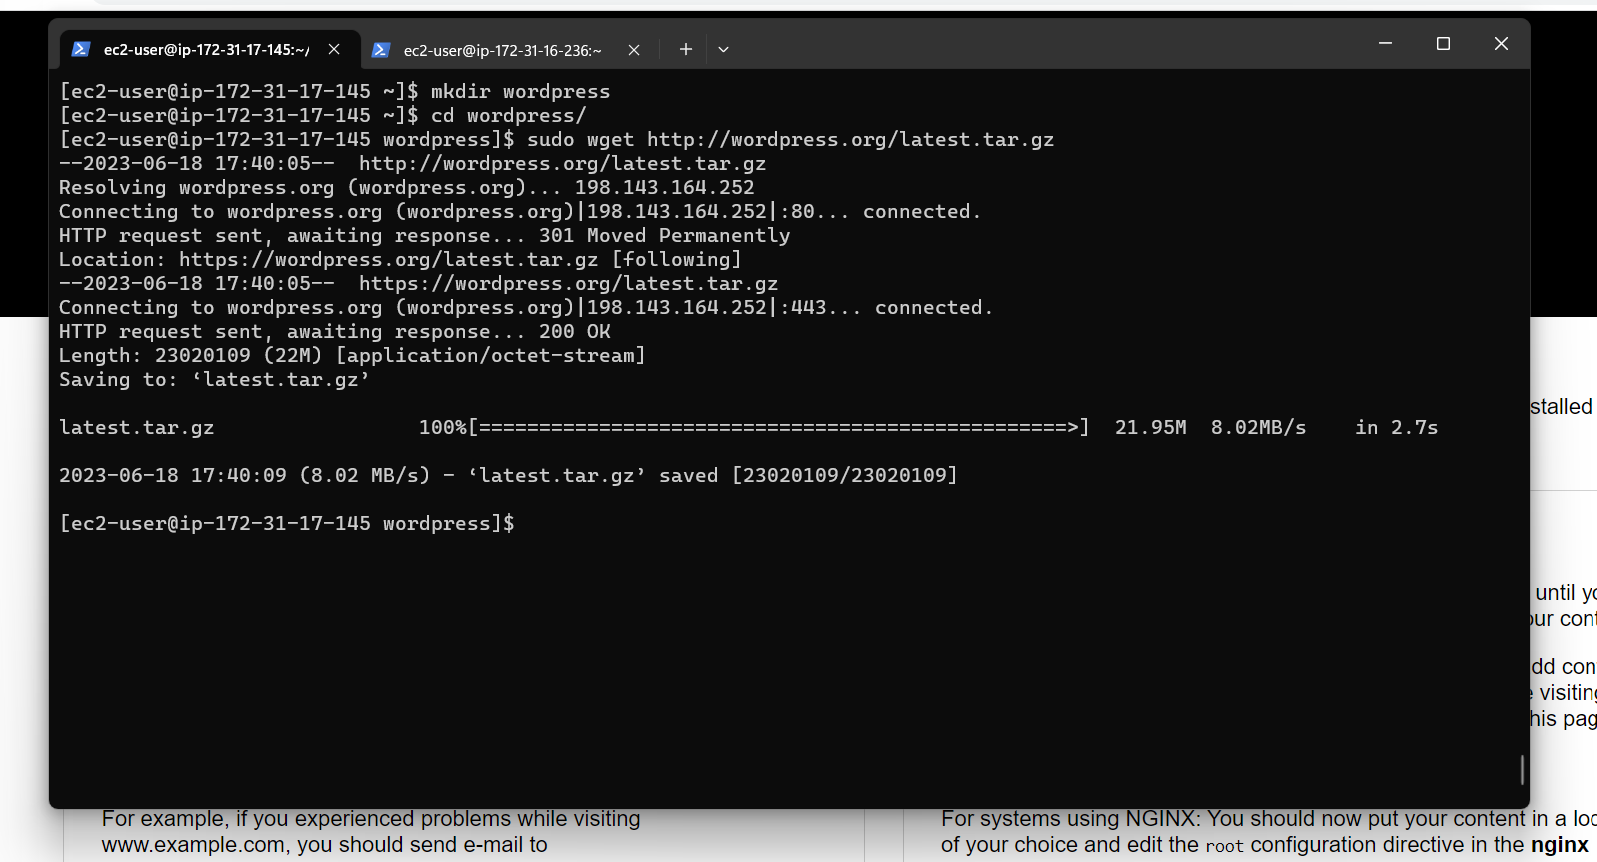 ec2-user@ip-172-31-17-145:~/
ec2-user@ip-172-31-16-236:~
[ec2-user@ip-172-31-17-145 ~]$ mkdir wordpress
[ec2-user@ip-172-31-17-145 ~]$ cd wordpress/
[ec2-user@ip-172-31-17-145 wordpress]$ sudo wget http://wordpress.org/latest.tar.gz
--2023-06-18 17:40:05--  http://wordpress.org/latest.tar.gz
Resolving wordpress.org (wordpress.org)... 198.143.164.252
Connecting to wordpress.org (wordpress.org)|198.143.164.252|:80... connected.
HTTP request sent, awaiting response... 301 Moved Permanently
Location: https://wordpress.org/latest.tar.gz [following]
--2023-06-18 17:40:05--  https://wordpress.org/latest.tar.gz
Connecting to wordpress.org (wordpress.org)|198.143.164.252|:443... connected.
HTTP request sent, awaiting response... 200 OK
Length: 23020109 (22M) [application/octet-stream]
Saving to: ‘latest.tar.gz’
latest.tar.gz                 100%[=================================================>]  21.95M  8.02MB/s    in 2.7s
2023-06-18 17:40:09 (8.02 MB/s) - ‘latest.tar.gz’ saved [23020109/23020109]
[ec2-user@ip-172-31-17-145 wordpress]$
stalled
until
visiting
For example, if you experienced problems while visiting
www.example.com, you should send e-mail to
For systems using NGINX: You should now put your content in a
of your choice and edit the root configuration directive in the nginx